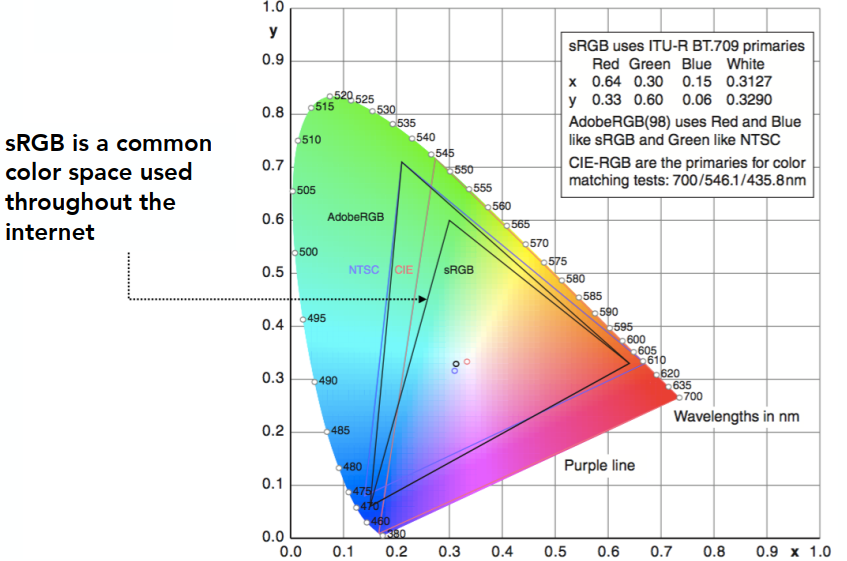 sRGB is a common
color space used
throughout the
internet
y
1.0
0.9
0.8
0.7
0.6
0.5
0.4
0.3
0.2
0.1
0.0
0.0 0.1 0.2 0.3 0.4 0.5 0.6 0.7 0.8 0.9 x 1.0
sRGB uses ITU-R BT.709 primaries
Red Green Blue White
x 0.64 0.30 0.15 0.3127
y 0.33 0.60 0.06 0.3290
AdobeRGB(98) uses Red and Blue
like sRGB and Green like NTSC
CIE-RGB are the primaries for color
matching tests: 700/546.1/435.8nm
520
525
515
530
535
510
540
545
550
505
555
560
AdobeRGB
565
500
570
NTSC
CIE
sRGB
575
580
585
495
590
595
600
605
610
490
620
635
700
Wavelengths in nm
485
480
Purple line
475
470
460
380